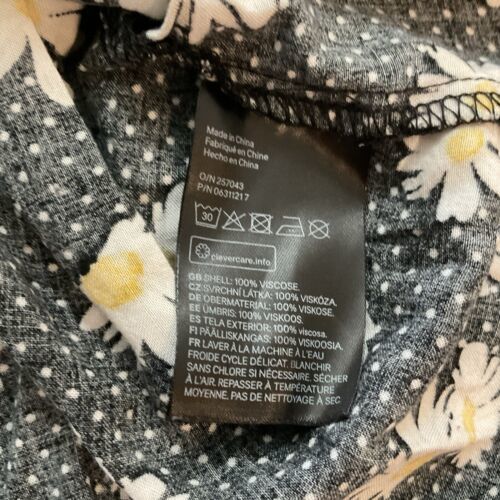 Made in China
Fabriqué en Chine
Hecho en China
O/N 257043
P/N 06311217
30
clevercare.info
GB SHELL: 100% VISCOSE.
CZ SVRCHNÍ LÁTKA: 100% VISKÓZA.
DE OBERMATERIAL: 100% VISKOSE.
EE ÜMBRIS: 100% VISKOOS.
ES TELA EXTERIOR: 100% viscosa.
FI PÄÄLLISKANGAS: 100% VISKOOSIA
FR LAVER À LA MACHINE À L'EAU
FROIDE CYCLE DÉLICAT. BLANCHIR
SANS CHLORE SI NÉCESSAIRE. SÉCHER
À L'AIR. REPASSER À TEMPÉRATURE
MOYENNE. PAS DE NETTOYAGE À SEC